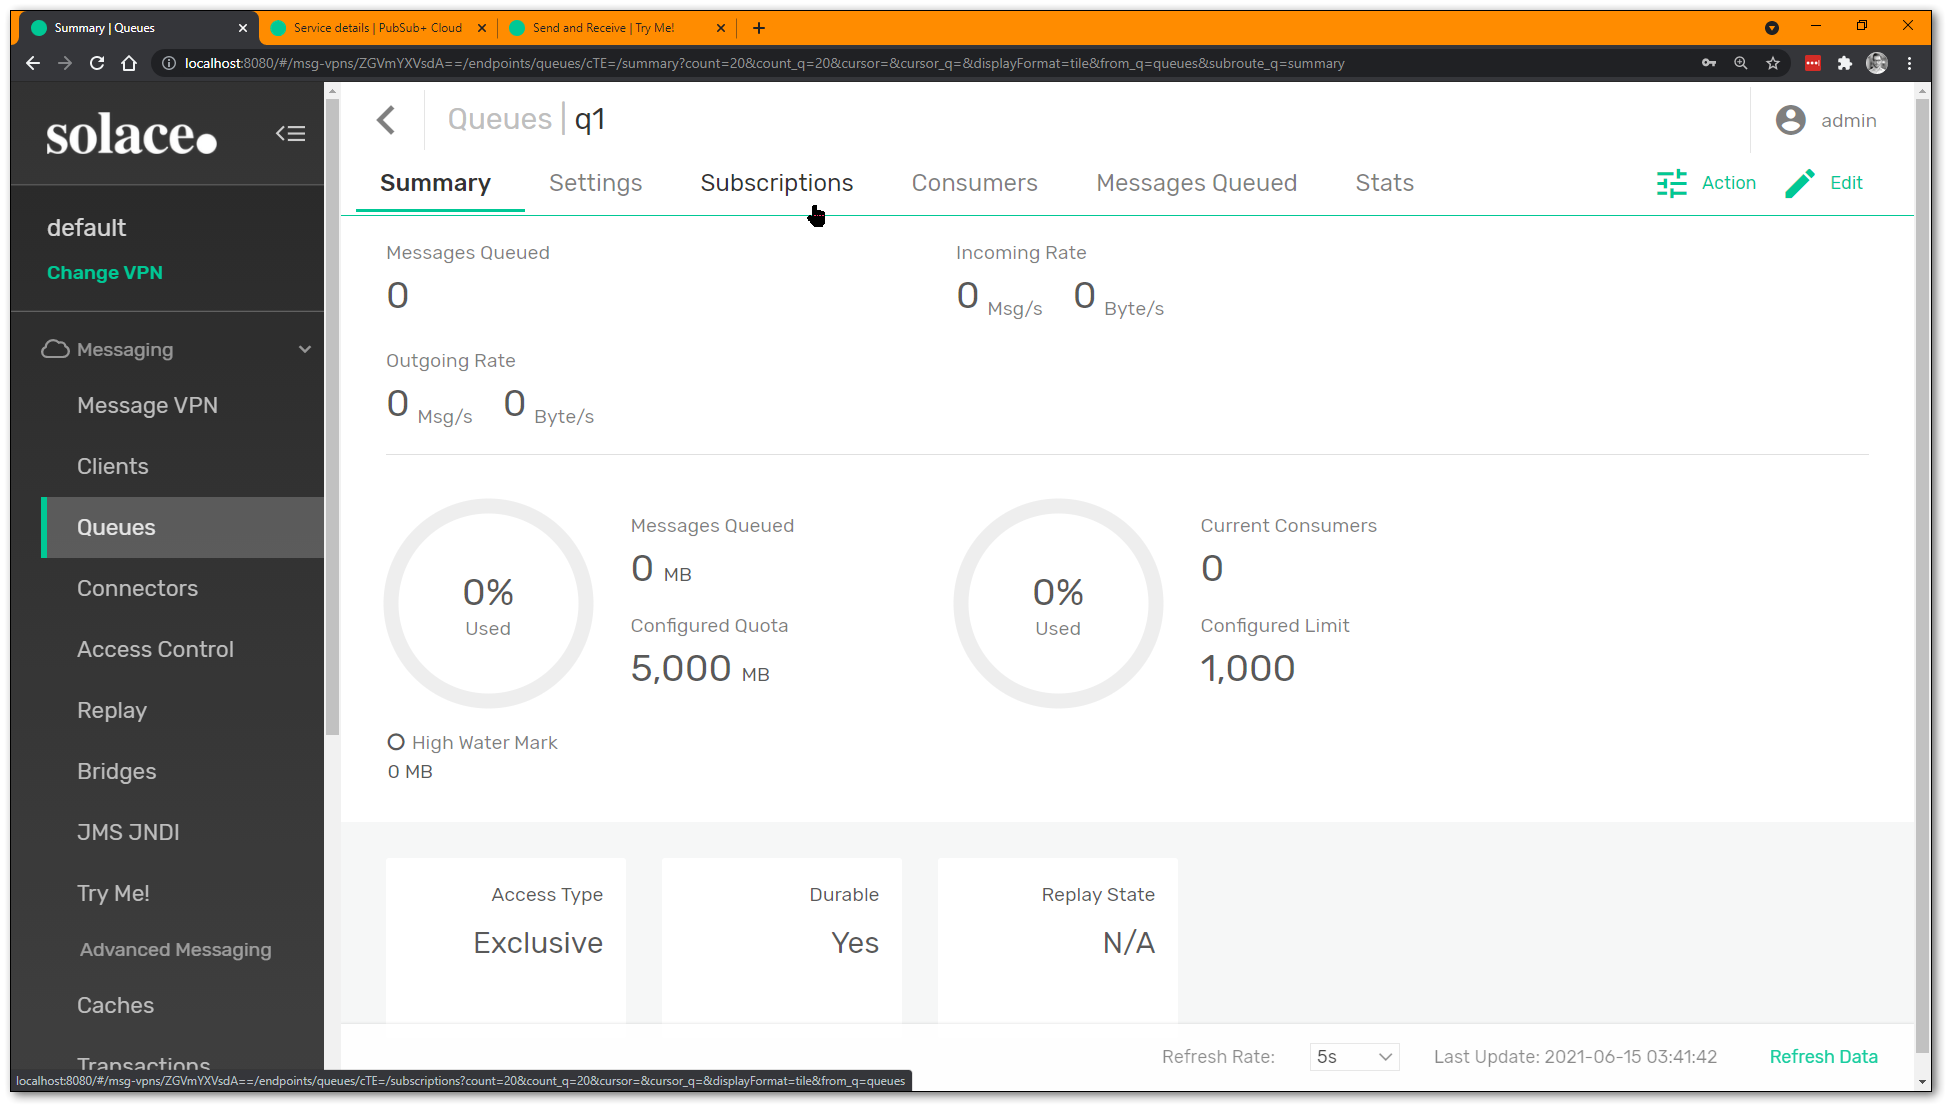 Summary | Queues
Service details | PubSub+ Cloud
Send and Receive | Try Me!
localhost:8080/#/msg-vpns/ZGVmYXVsdA==/endpoints/queues/cTE=/summary?count=20&count_q=20&cursor=&cursor_q=&displayFormat=tile&from_q=queues&subroute_q=summary
solace.
default
Change VPN
Messaging
Message VPN
Clients
Queues
Connectors
Access Control
Replay
Bridges
JMS JNDI
Try Me!
Advanced Messaging
Caches
Transactions
Queues | q1
admin
Summary Settings Subscriptions Consumers Messages Queued Stats
Action Edit
Messages Queued
0
Incoming Rate
0 Msg/s 0 Byte/s
Outgoing Rate
0 Msg/s 0 Byte/s
0%
Used
Messages Queued
0 MB
Configured Quota
5,000 MB
High Water Mark
0 MB
0%
Used
Current Consumers
0
Configured Limit
1,000
Access Type
Exclusive
Durable
Yes
Replay State
N/A
Refresh Rate: 5s Last Update: 2021-06-15 03:41:42 Refresh Data
localhost:8080/#/msg-vpns/ZGVmYXVsdA==/endpoints/queues/cTE=/subscriptions?count=20&count_q=20&cursor=&cursor_q=&displayFormat=tile&from_q=queues